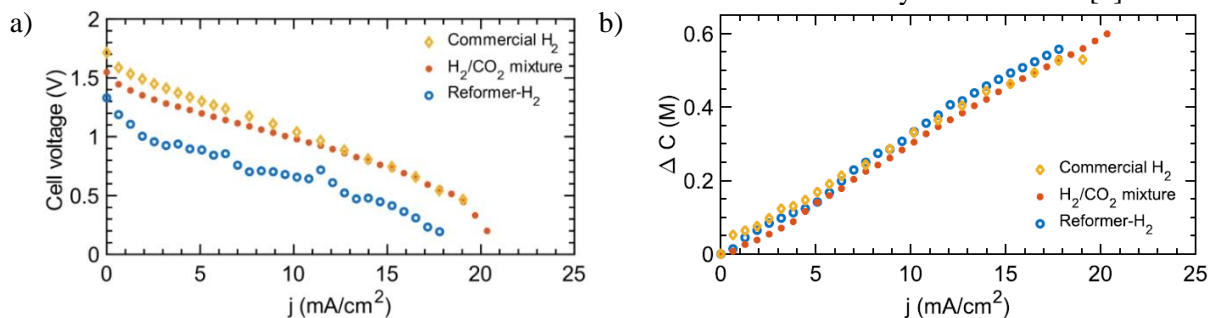 a)
2
1.5
1
0.5
0
Cell voltage (V)
Commercial H₂
H₂/CO₂ mixture
Reformer-H₂
0 5 10 15 20 25
j (mA/cm²)
b)
0.6
0.4
0.2
0
Δ C (M)
Commercial H₂
H₂/CO₂ mixture
Reformer-H₂
0 5 10 15 20 25
j (mA/cm²)